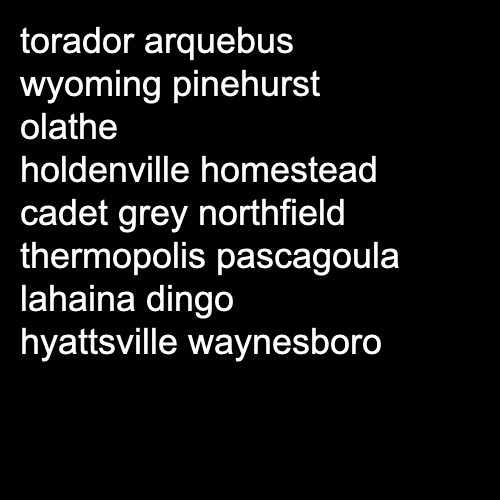 torador arquebus
wyoming pinehurst
olathe
holdenville homestead
cadet grey northfield
thermopolis pascagoula
lahaina dingo
hyattsville waynesboro